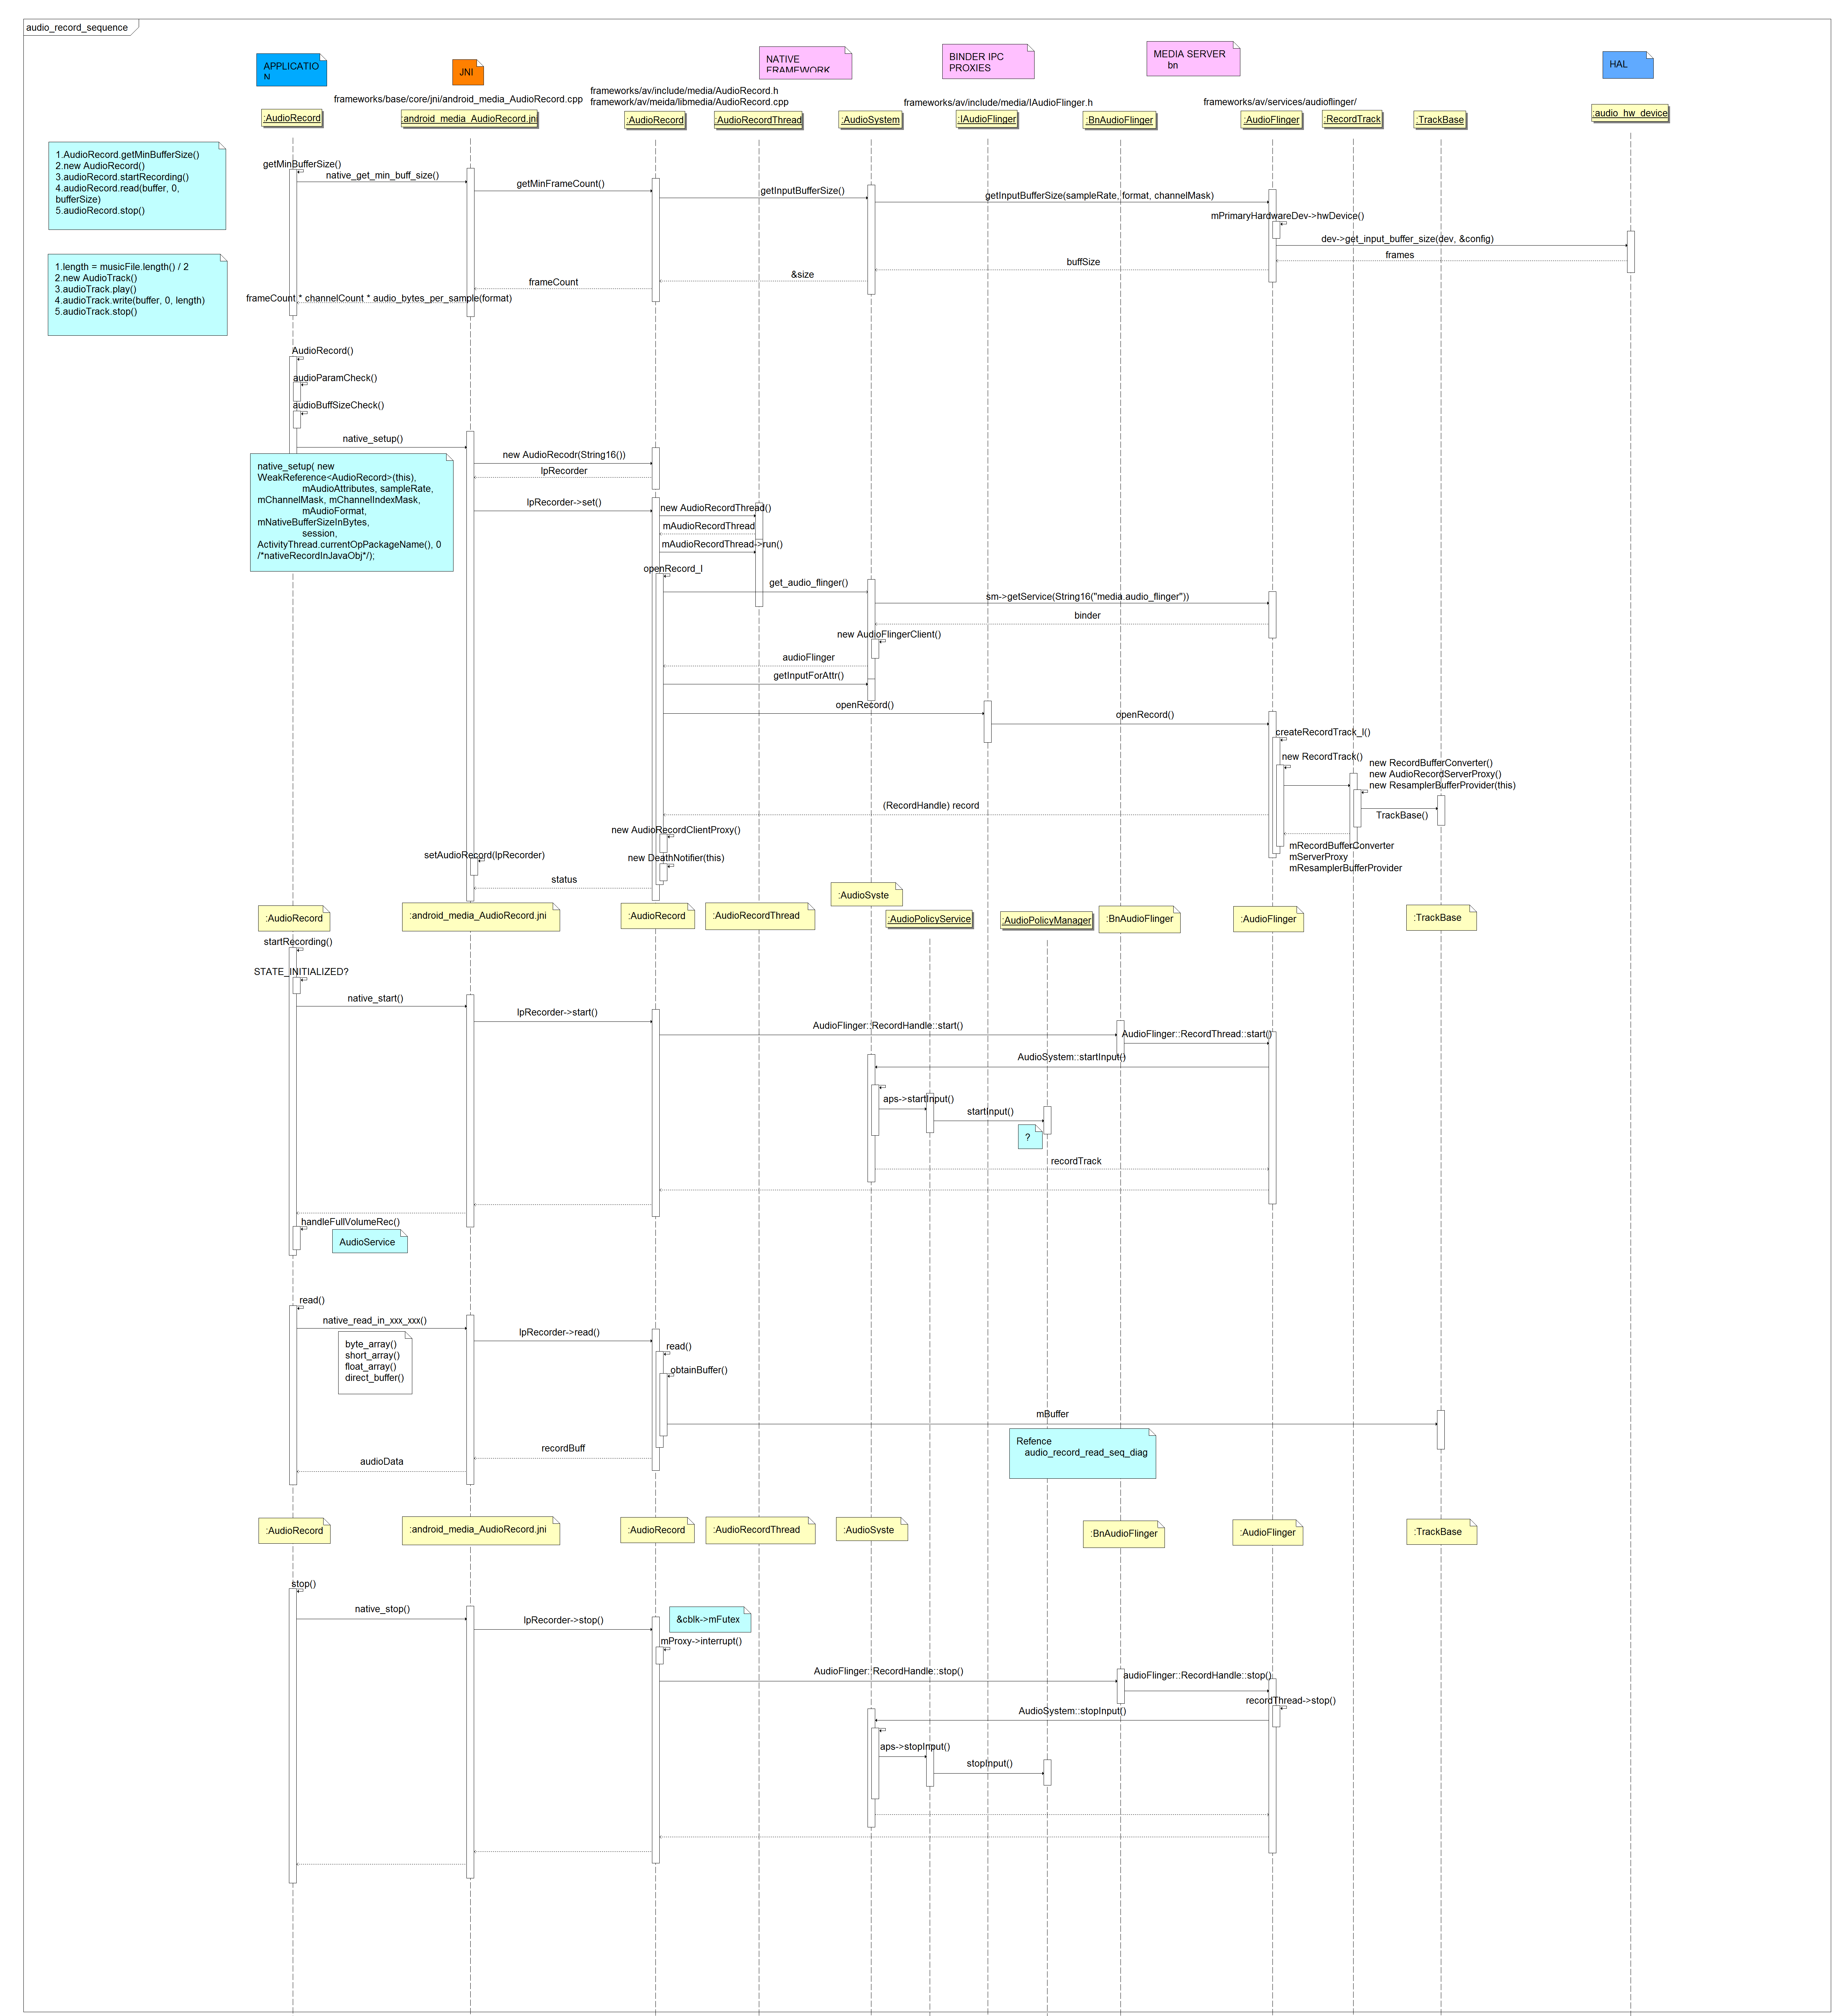 audio_record_sequence
APPLICATIO
N
JNI
NATIVE
FRAMEWORK
BINDER IPC
PROXIES
MEDIA SERVER
bn
HAL
frameworks/base/core/jni/android_media_AudioRecord.cpp
frameworks/av/include/media/AudioRecord.h
framework/av/meida/libmedia/AudioRecord.cpp
frameworks/av/include/media/IAudioFlinger.h
frameworks/av/services/audioflinger/
:AudioRecord
:android_media_AudioRecord.jni
:AudioRecord
:AudioRecordThread
:AudioSystem
:IAudioFlinger
:BnAudioFlinger
:AudioFlinger
:RecordTrack
:TrackBase
:audio_hw_device
1.AudioRecord.getMinBufferSize()
2.new AudioRecord()
3.audioRecord.startRecording()
4.audioRecord.read(buffer, 0,
bufferSize)
5.audioRecord.stop()
getMinBufferSize()
native_get_min_buff_size()
getMinFrameCount()
getInputBufferSize()
getInputBufferSize(sampleRate, format, channelMask)
mPrimaryHardwareDev->hwDevice()
dev->get_input_buffer_size(dev, &config)
frames
buffSize
&size
frameCount
frameCount * channelCount * audio_bytes_per_sample(format)
1.length = musicFile.length() / 2
2.new AudioTrack()
3.audioTrack.play()
4.audioTrack.write(buffer, 0, length)
5.audioTrack.stop()
AudioRecord()
audioParamCheck()
audioBuffSizeCheck()
native_setup()
new AudioRecodr(String16())
lpRecorder
native_setup( new
WeakReference<AudioRecord>(this),
mAudioAttributes, sampleRate,
mChannelMask, mChannelIndexMask,
mAudioFormat,
mNativeBufferSizeInBytes,
session,
ActivityThread.currentOpPackageName(), 0
/*nativeRecordInJavaObj*/);
lpRecorder->set()
new AudioRecordThread()
mAudioRecordThread
mAudioRecordThread->run()
openRecord_l
get_audio_flinger()
sm->getService(String16("media.audio_flinger"))
binder
new AudioFlingerClient()
audioFlinger
getInputForAttr()
openRecord()
openRecord()
createRecordTrack_l()
new RecordTrack()
new RecordBufferConverter()
new AudioRecordServerProxy()
new ResamplerBufferProvider(this)
TrackBase()
(RecordHandle) record
new AudioRecordClientProxy()
mRecordBufferConverter
mServerProxy
mResamplerBufferProvider
setAudioRecord(lpRecorder)
new DeathNotifier(this)
status
:AudioRecord
:android_media_AudioRecord.jni
:AudioRecord
:AudioRecordThread
:AudioSyste
:AudioPolicyService
:AudioPolicyManager
:BnAudioFlinger
:AudioFlinger
:TrackBase
startRecording()
STATE_INITIALIZED?
native_start()
lpRecorder->start()
AudioFlinger::RecordHandle::start()
AudioFlinger::RecordThread::start()
AudioSystem::startInput()
aps->startInput()
startInput()
?
recordTrack
handleFullVolumeRec()
AudioService
read()
native_read_in_xxx_xxx()
byte_array()
short_array()
float_array()
direct_buffer()
lpRecorder->read()
read()
obtainBuffer()
mBuffer
Refence
audio_record_read_seq_diag
recordBuff
audioData
:AudioRecord
:android_media_AudioRecord.jni
:AudioRecord
:AudioRecordThread
:AudioSyste
:BnAudioFlinger
:AudioFlinger
:TrackBase
stop()
native_stop()
lpRecorder->stop()
&cblk->mFutex
mProxy->interrupt()
AudioFlinger::RecordHandle::stop()
audioFlinger::RecordHandle::stop()
recordThread->stop()
AudioSystem::stopInput()
aps->stopInput()
stopInput()